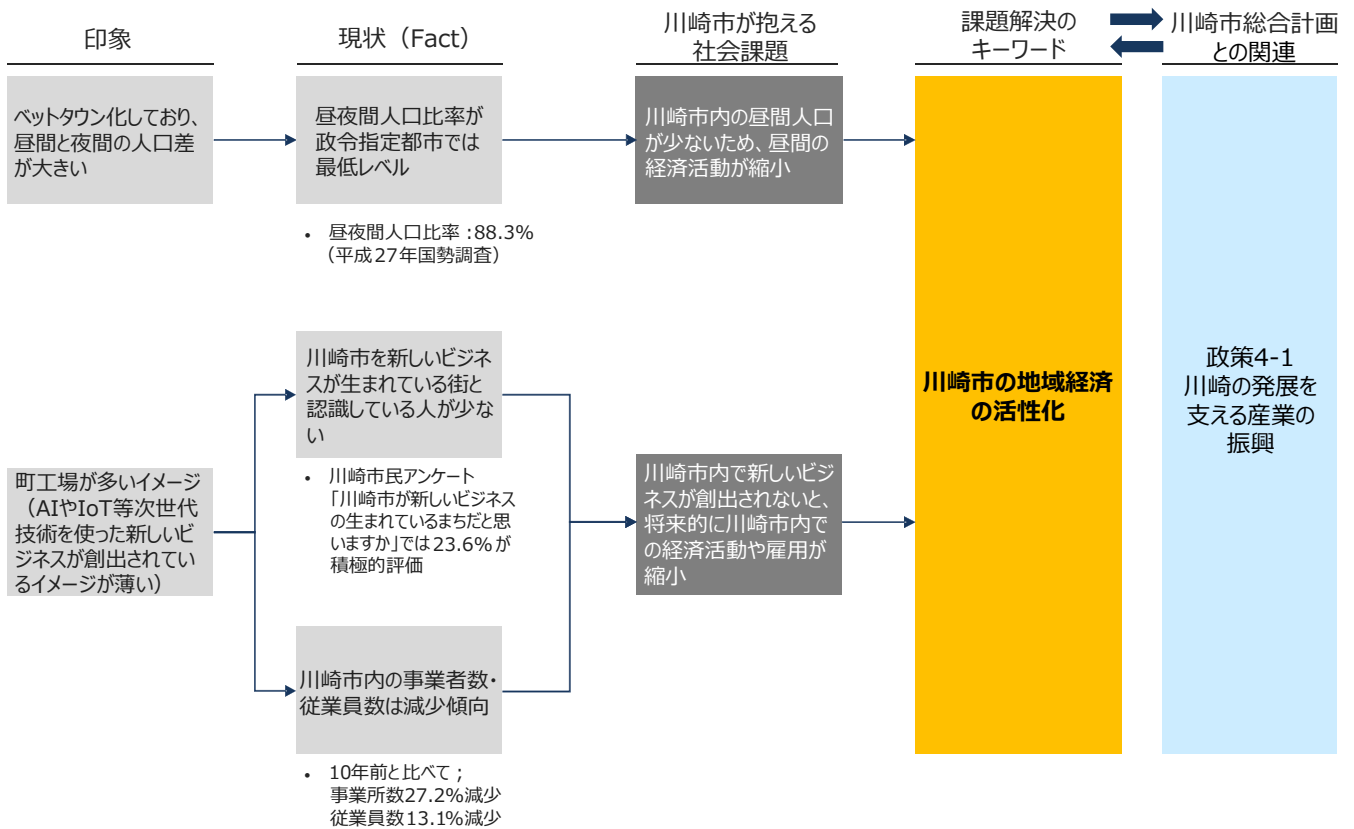 印象
現状（Fact）
川崎市が抱える
社会課題
課題解決の
キーワード
川崎市総合計画
との関連
ベットタウン化しており、
昼間と夜間の人口差
が大きい
昼夜間人口比率が
政令指定都市では
最低レベル
• 昼夜間人口比率：88.3%
（平成27年国勢調査）
川崎市内の昼間人口
が少ないため、昼間の
経済活動が縮小
町工場が多いイメージ
（AIやIoT等次世代
技術を使った新しいビ
ジネスが創出されてい
るイメージが薄い）
川崎市を新しいビジネ
スが生まれている街と
認識している人が少な
い
• 川崎市民アンケート
「川崎市が新しいビジネス
の生まれているまちだと思
いますか」では23.6%が
積極的評価
川崎市内の事業者数・
従業員数は減少傾向
• 10年前と比べて；
事業所数27.2%減少
従業員数13.1%減少
川崎市内で新しいビジ
ネスが創出されないと、
将来的に川崎市内で
の経済活動や雇用が
縮小
川崎市の地域経済
の活性化
政策4-1
川崎の発展を
支える産業の
振興